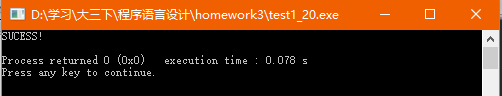 D:\学习\大三下\程序语言设计\homework3\test1_20.exe
SUCESS!
Process returned 0 (0x0)   execution time : 0.078 s
Press any key to continue.